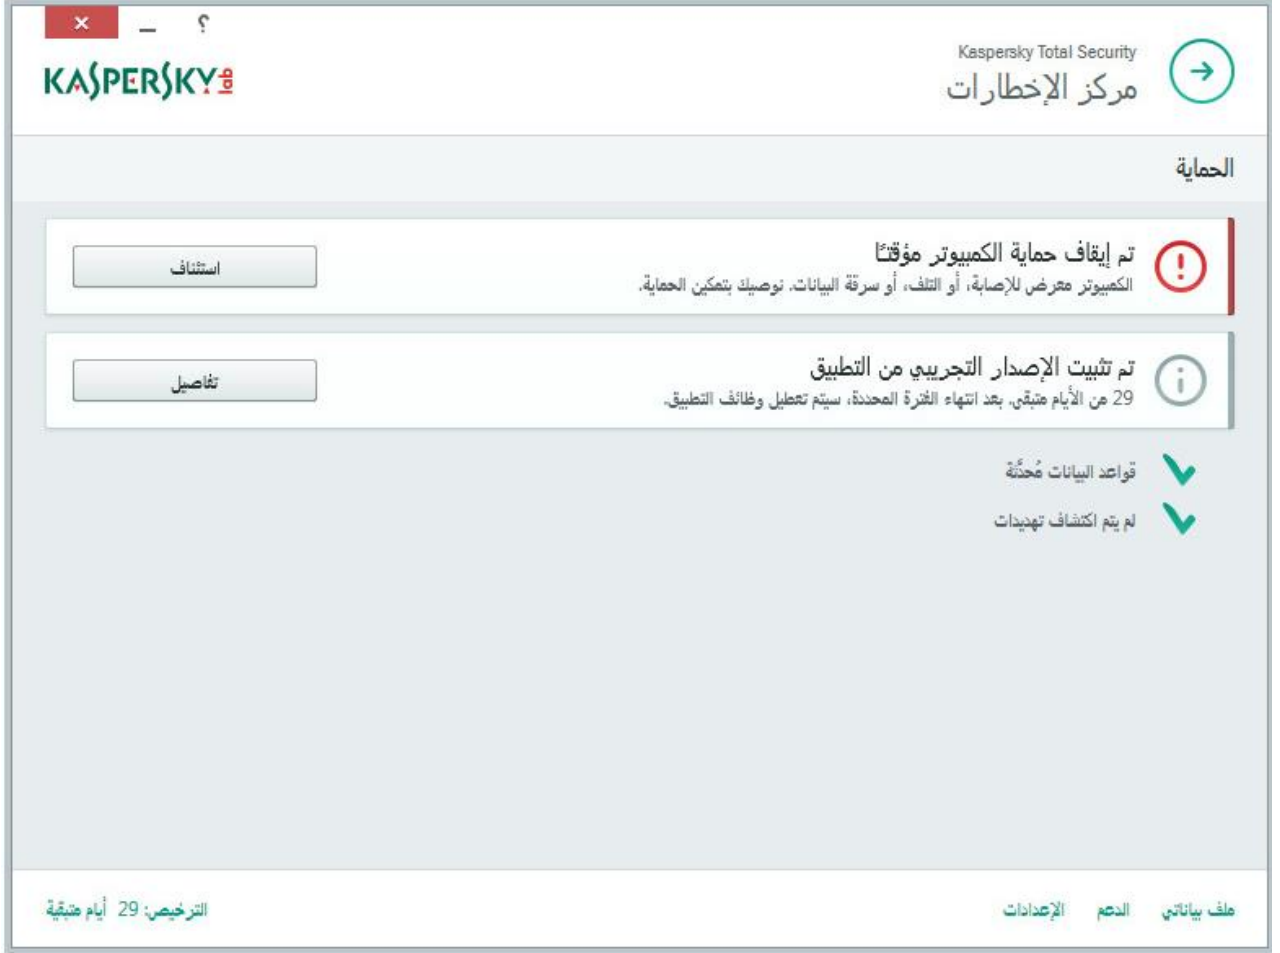 ؟
KASPERSKY lab
Kaspersky Total Security
مركز الإخطارات
الحماية
تم إيقاف حماية الكمبيوتر مؤقتًا
الكمبيوتر معرض للإصابة، أو التلف، أو سرقة البيانات. نوصيك بتمكين الحماية.
استئناف
تم تثبيت الإصدار التجريبي من التطبيق
29 من الأيام متبقي. بعد انتهاء الفترة المحددة، سيتم تعطيل وظائف التطبيق.
تفاصيل
قواعد البيانات مُحدَّثة
لم يتم اكتشاف تهديدات
ملف بياناتي الدعم الإعدادات
الترخيص: 29 أيام متبقية